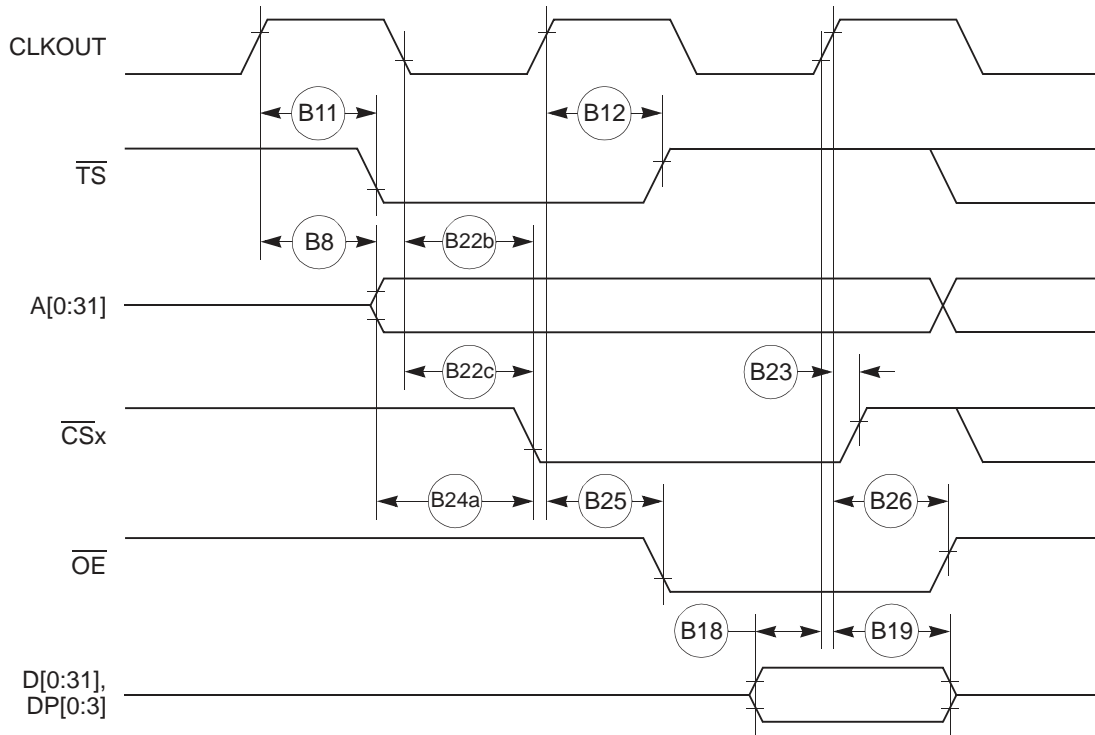 CLKOUT
B11
B12
TS
B8
B22b
A[0:31]
B22c
B23
CSx
B24a
B25
B26
OE
B18
B19
D[0:31],
DP[0:3]